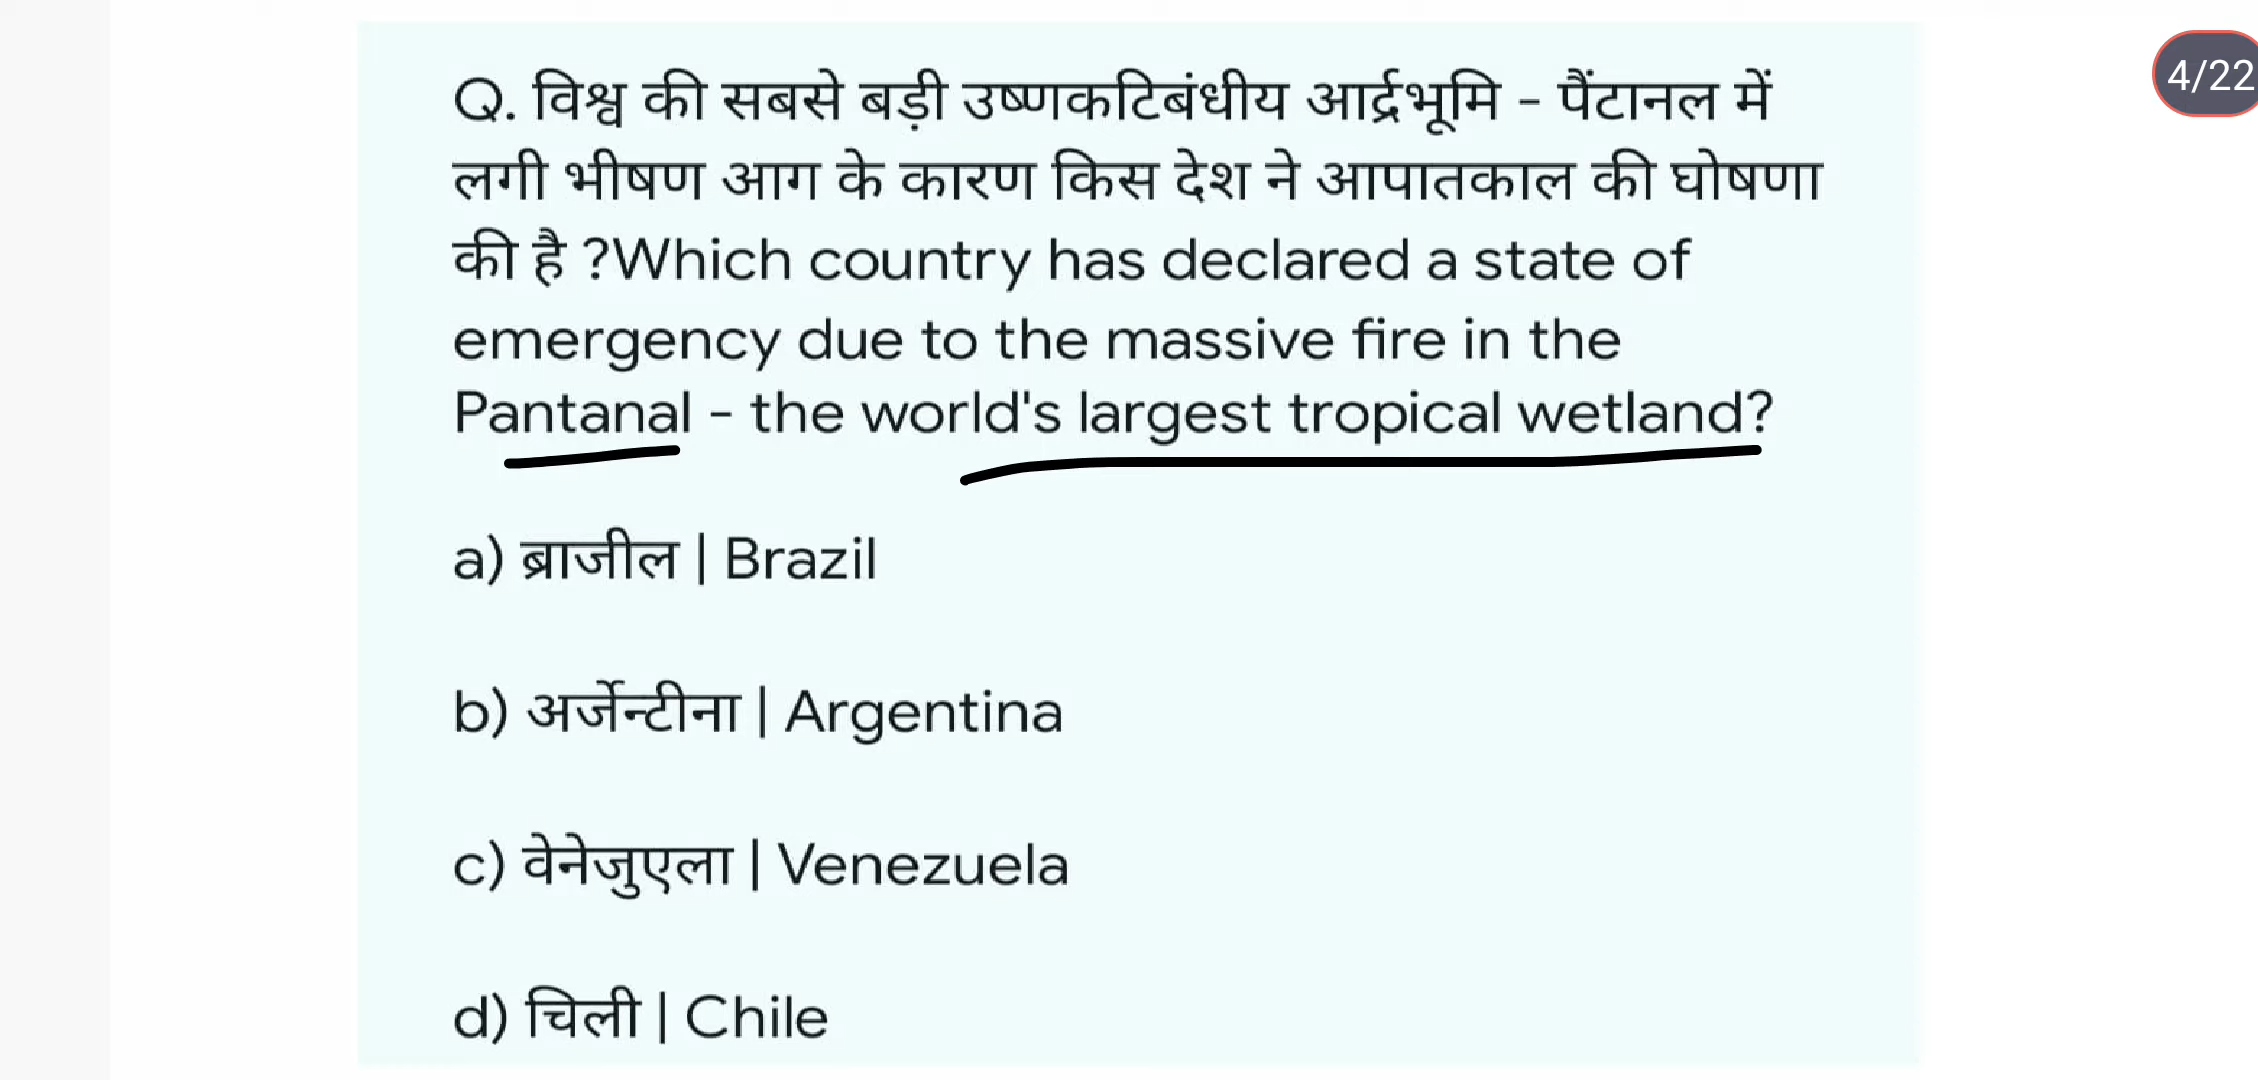 4/22
Q. विश्व की सबसे बड़ी उष्णकटिबंधीय आर्द्रभूमि - पैंटानल में
लगी भीषण आग के कारण किस देश ने आपातकाल की घोषणा
की है ?Which country has declared a state of
emergency due to the massive fire in the
Pantanal - the world's largest tropical wetland?
a) ब्राजील | Brazil
b) अर्जेन्टीना | Argentina
c) वेनेजुएला | Venezuela
d) चिली | Chile